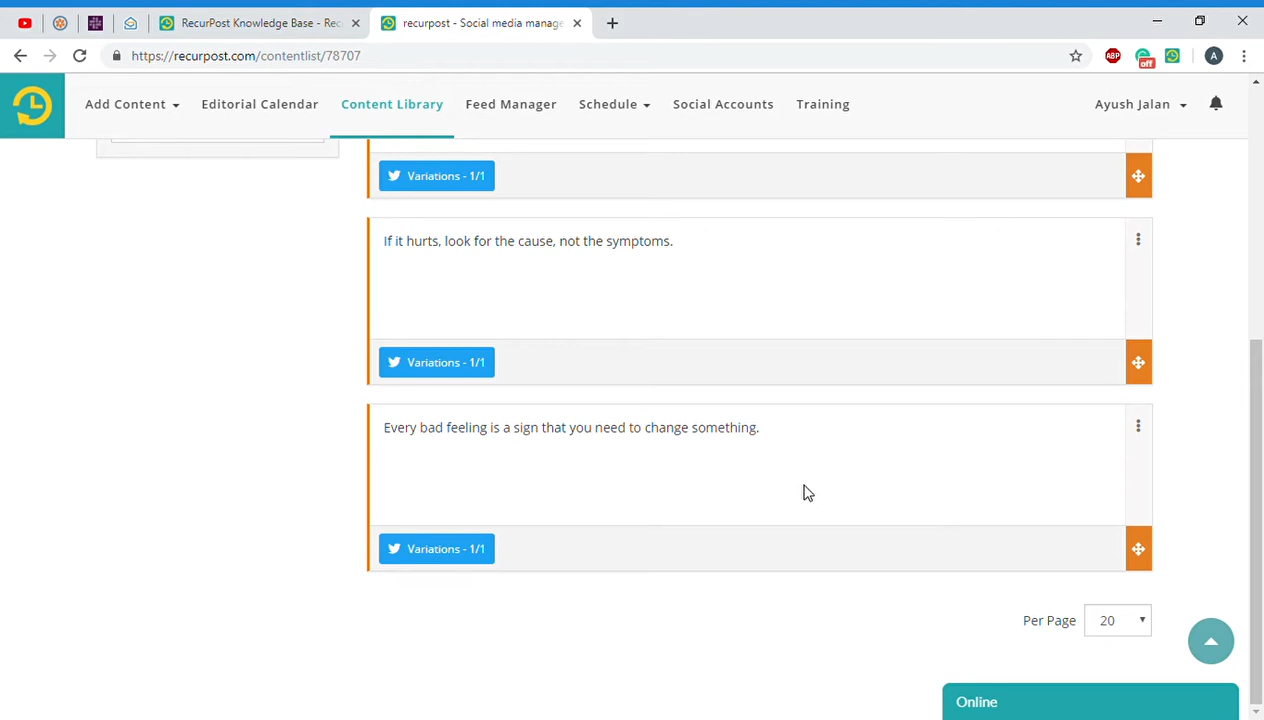 RecurPost Knowledge Base - Rec
recurpost - Social media manage
https://recurpost.com/contentlist/78707
ABP
off
A
Add Content
Editorial Calendar
Content Library
Feed Manager
Schedule
Social Accounts
Training
Ayush Jalan
Variations - 1/1
If it hurts, look for the cause, not the symptoms.
Variations - 1/1
Every bad feeling is a sign that you need to change something.
Variations - 1/1
Per Page
20
Online